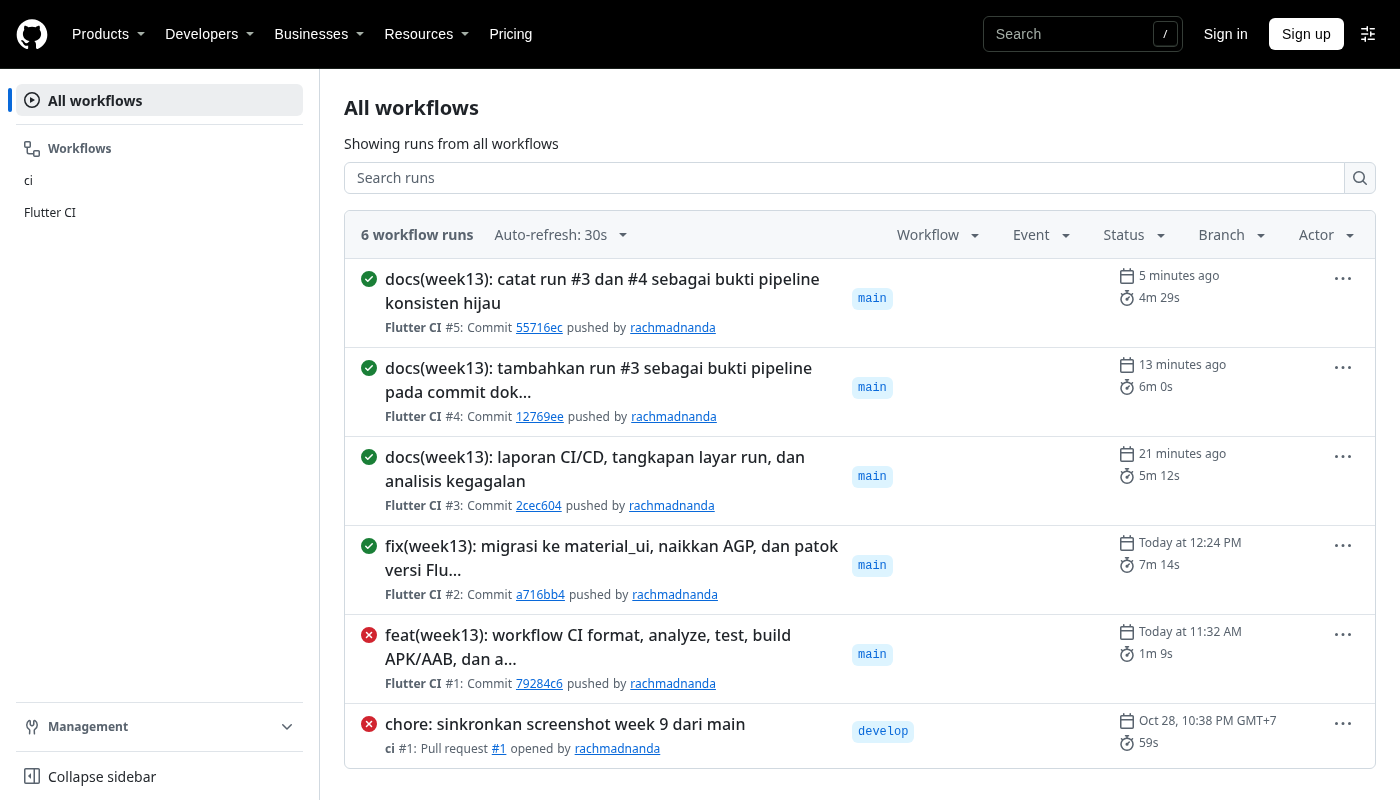 Products Developers Businesses Resources Pricing Search / Sign in Sign up
All workflows
Workflows
ci
Flutter CI
Management
Collapse sidebar
All workflows
Showing runs from all workflows
Search runs
6 workflow runs Auto-refresh: 30s Workflow Event Status Branch Actor
docs(week13): catat run #3 dan #4 sebagai bukti pipeline
konsisten hijau
Flutter CI #5: Commit 55716ec pushed by rachmadnanda
main
5 minutes ago
4m 29s
docs(week13): tambahkan run #3 sebagai bukti pipeline
pada commit dok...
Flutter CI #4: Commit 12769ee pushed by rachmadnanda
main
13 minutes ago
6m 0s
docs(week13): laporan CI/CD, tangkapan layar run, dan
analisis kegagalan
Flutter CI #3: Commit 2cec604 pushed by rachmadnanda
main
21 minutes ago
5m 12s
fix(week13): migrasi ke material_ui, naikkan AGP, dan patok
versi Flu...
Flutter CI #2: Commit a716bb4 pushed by rachmadnanda
main
Today at 12:24 PM
7m 14s
feat(week13): workflow CI format, analyze, test, build
APK/AAB, dan a...
Flutter CI #1: Commit 79284c6 pushed by rachmadnanda
main
Today at 11:32 AM
1m 9s
chore: sinkronkan screenshot week 9 dari main
ci #1: Pull request #1 opened by rachmadnanda
develop
Oct 28, 10:38 PM GMT+7
59s